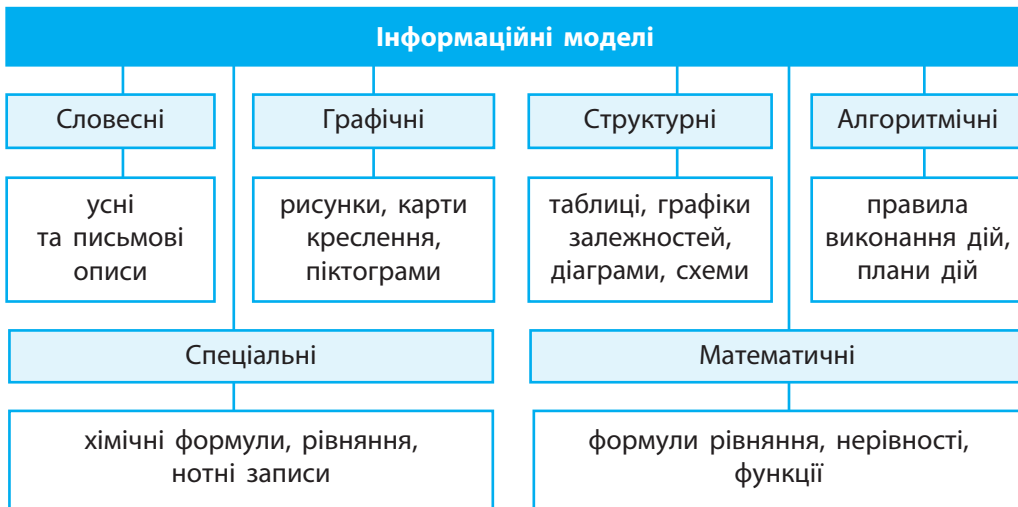 Інформаційні моделі
Словесні
Графічні
Структурні
Алгоритмічні
усні
та письмові
описи
рисунки, карти
креслення,
піктограми
таблиці, графіки
залежностей,
діаграми, схеми
правила
виконання дій,
плани дій
Спеціальні
Математичні
хімічні формули, рівняння,
нотні записи
формули рівняння, нерівності,
функції